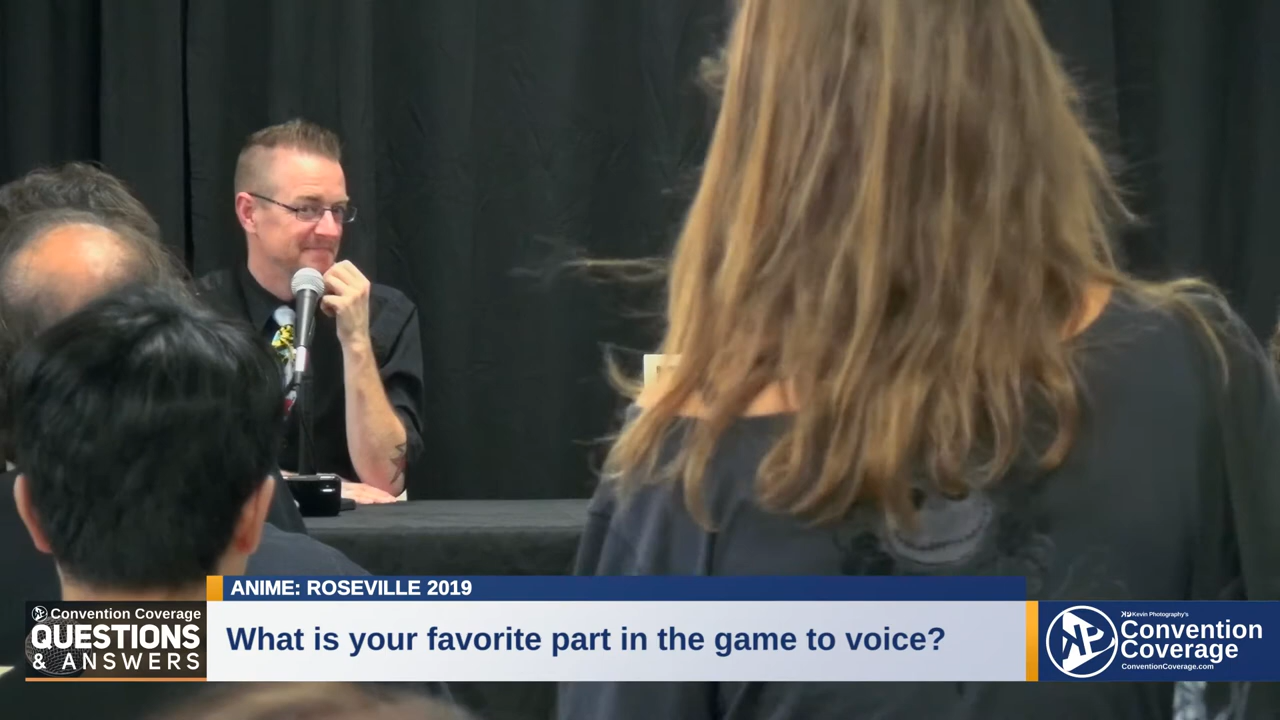 ANIME: ROSEVILLE 2019
Convention Coverage
QUESTIONS
& ANSWERS
What is your favorite part in the game to voice?
Kevin Photography's
Convention
Coverage
ConventionCoverage.com